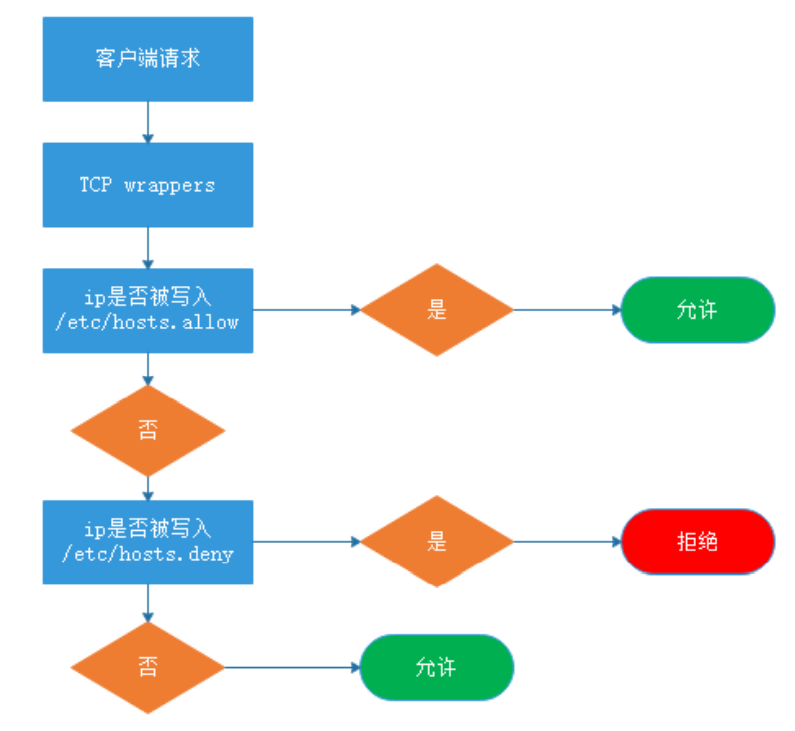 客户端请求
TCP wrappers
ip是否被写入
/etc/hosts.allow
是
允许
否
ip是否被写入
/etc/hosts.deny
是
拒绝
否
允许